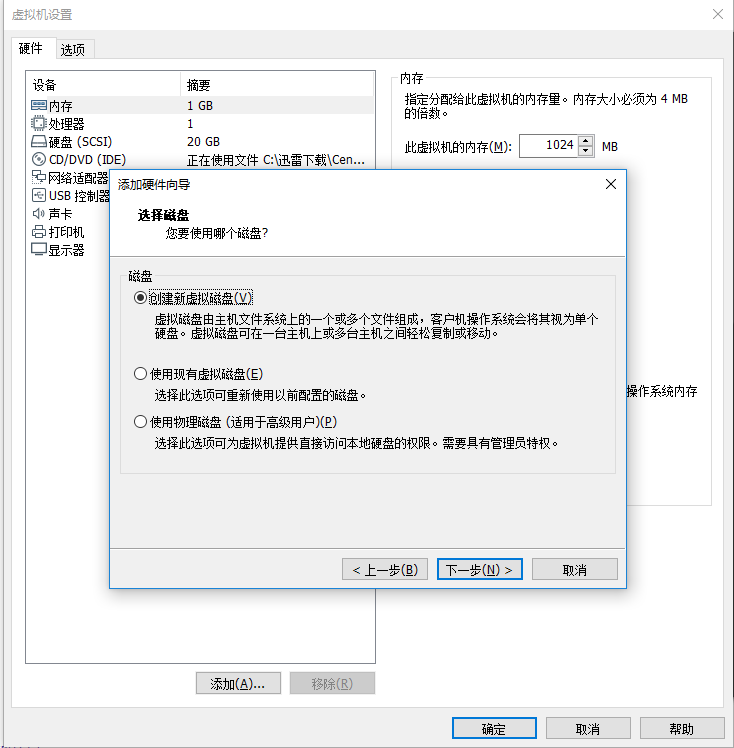 虚拟机设置
硬件 选项
设备 摘要
内存 1 GB
处理器 1
硬盘 (SCSI) 20 GB
CD/DVD (IDE) 正在使用文件 C:\迅雷下载\Cen...
网络适配器
USB 控制器
声卡
打印机
显示器
添加(A)... 移除(R)
内存
指定分配给此虚拟机的内存量。内存大小必须为 4 MB
的倍数。
此虚拟机的内存(M): 1024 MB
操作系统内存
添加硬件向导
选择磁盘
您要使用哪个磁盘?
磁盘
创建新虚拟磁盘(V)
虚拟磁盘由主机文件系统上的一个或多个文件组成，客户机操作系统会将其视为单个
硬盘。虚拟磁盘可在一台主机上或多台主机之间轻松复制或移动。
使用现有虚拟磁盘(E)
选择此选项可重新使用以前配置的磁盘。
使用物理磁盘 (适用于高级用户)(P)
选择此选项可为虚拟机提供直接访问本地硬盘的权限。需要具有管理员特权。
< 上一步(B) 下一步(N) > 取消
确定 取消 帮助